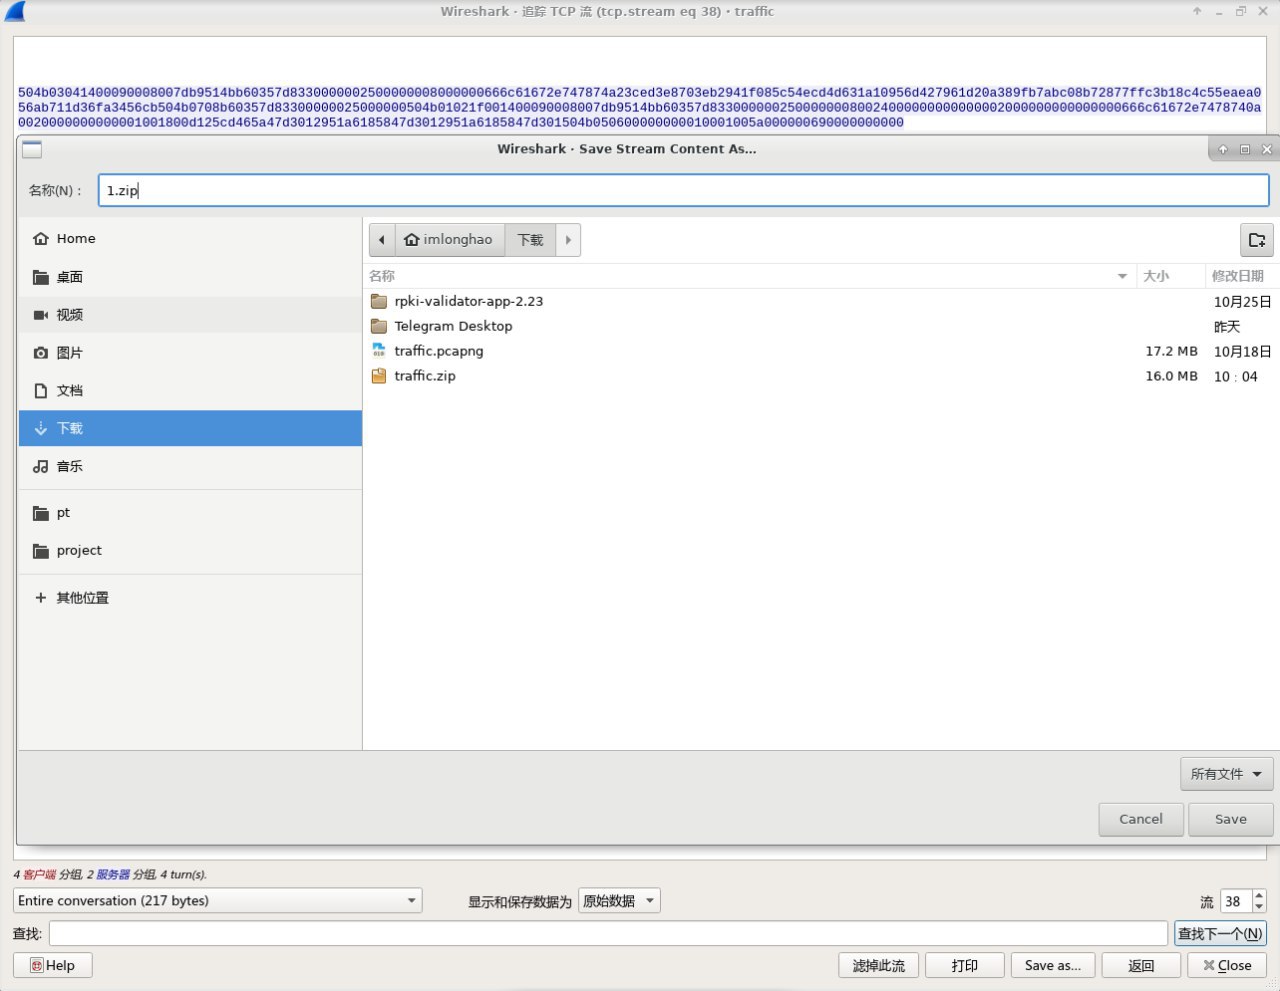 Wireshark · 追踪 TCP 流 (tcp.stream eq 38) · traffic
504b03041400090008007db9514bb60357d8330000002500000008000000666c61672e747874a23ced3e8703eb2941f085c54ecd4d631a10956d427961d20a389fb7abc08b72877ffc3b18c4c55eaea0
56ab711d36fa3456cb504b0708b60357d83300000025000000504b01021f001400090008007db9514bb60357d8330000002500000008002400000000000000200000000000000666c61672e7478740a
0020000000000001001800d125cd465a47d3012951a6185847d3012951a6185847d301504b050600000000010001005a000000690000000000
Wireshark · Save Stream Content As...
名称(N)：
1.zip
Home
桌面
视频
图片
文档
下载
音乐
pt
project
其他位置
imlonghao
下载
名称
大小
修改日期
rpki-validator-app-2.23
10月25日
Telegram Desktop
昨天
traffic.pcapng
17.2 MB
10月18日
traffic.zip
16.0 MB
10：04
所有文件
Cancel
Save
4 客户端 分组, 2 服务器 分组, 4 turn(s).
Entire conversation (217 bytes)
显示和保存数据为
原始数据
流
38
查找:
查找下一个(N)
Help
滤掉此流
打印
Save as...
返回
Close